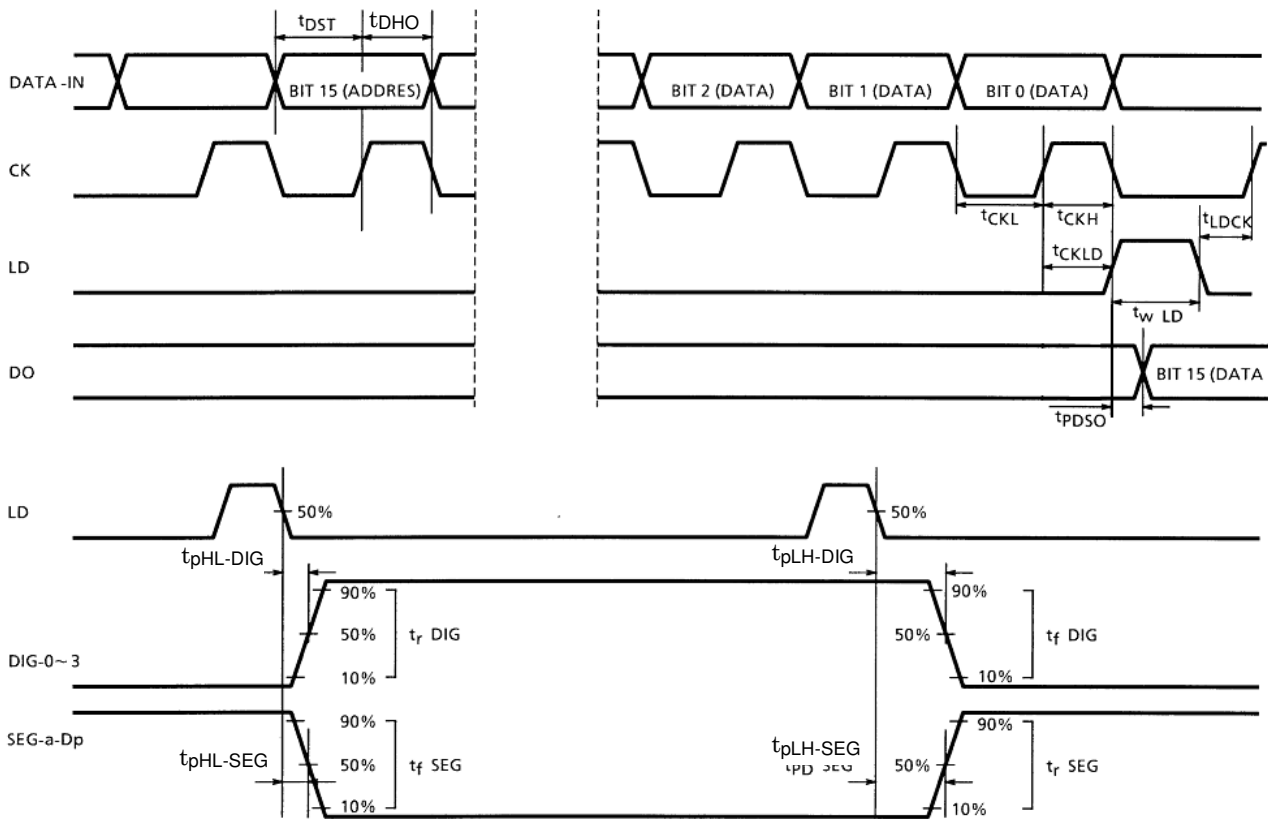 tDST tDHO
DATA-IN BIT 15 (ADDRES) BIT 2 (DATA) BIT 1 (DATA) BIT 0 (DATA)
CK
tCKL tCKH tLDCK
LD tCKLD
tw LD
DO BIT 15 (DATA
tPDSO
LD 50% 50%
tpHL-DIG tpLH-DIG
90% 90%
50% tr DIG 50% tf DIG
DIG-0~3
10% 10%
90% 90%
SEG-a-Dp
tpHL-SEG tpLH-SEG
50% tf SEG tPD SEG 50% tr SEG
10% 10%